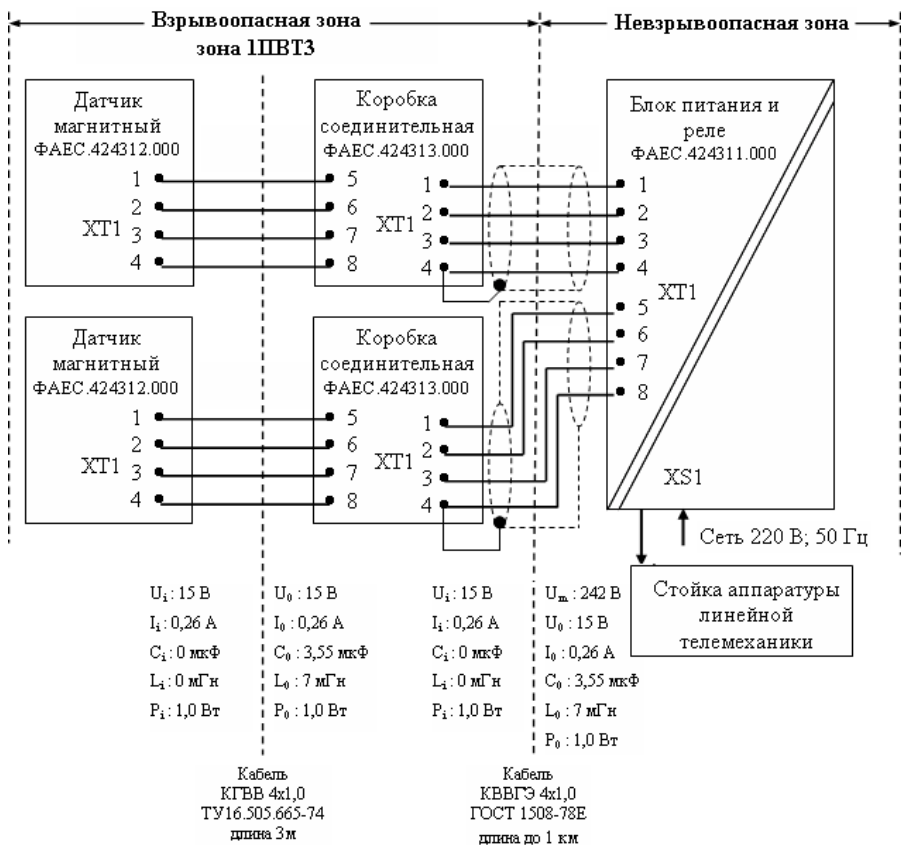 Взрывоопасная зона
зона 1ПВТ3
Невзрывоопасная зона
Датчик
магнитный
ФАЕС.424312.000
1
2
XT1
3
4
Коробка
соединительная
ФАЕС.424313.000
5
6
7
8
XT1
1
2
3
4
Блок питания и
реле
ФАЕС.424311.000
1
2
3
4
XT1
5
6
7
8
XS1
Датчик
магнитный
ФАЕС.424312.000
1
2
XT1
3
4
Коробка
соединительная
ФАЕС.424313.000
5
6
7
8
XT1
1
2
3
4
Сеть 220 В; 50 Гц
Стойка аппаратуры
линейной
телемеханики
Ui : 15 В
Ii : 0,26 А
Ci : 0 мкФ
Li : 0 мГн
Pi : 1,0 Вт
U0 : 15 В
I0 : 0,26 А
C0 : 3,55 мкФ
L0 : 7 мГн
P0 : 1,0 Вт
Ui : 15 В
Ii : 0,26 А
Ci : 0 мкФ
Li : 0 мГн
Pi : 1,0 Вт
Um : 242 В
U0 : 15 В
I0 : 0,26 А
C0 : 3,55 мкФ
L0 : 7 мГн
P0 : 1,0 Вт
Кабель
КГВВ 4х1,0
ТУ16.505.665-74
длина 3м
Кабель
КВВГЭ 4х1,0
ГОСТ 1508-78Е
длина до 1 км